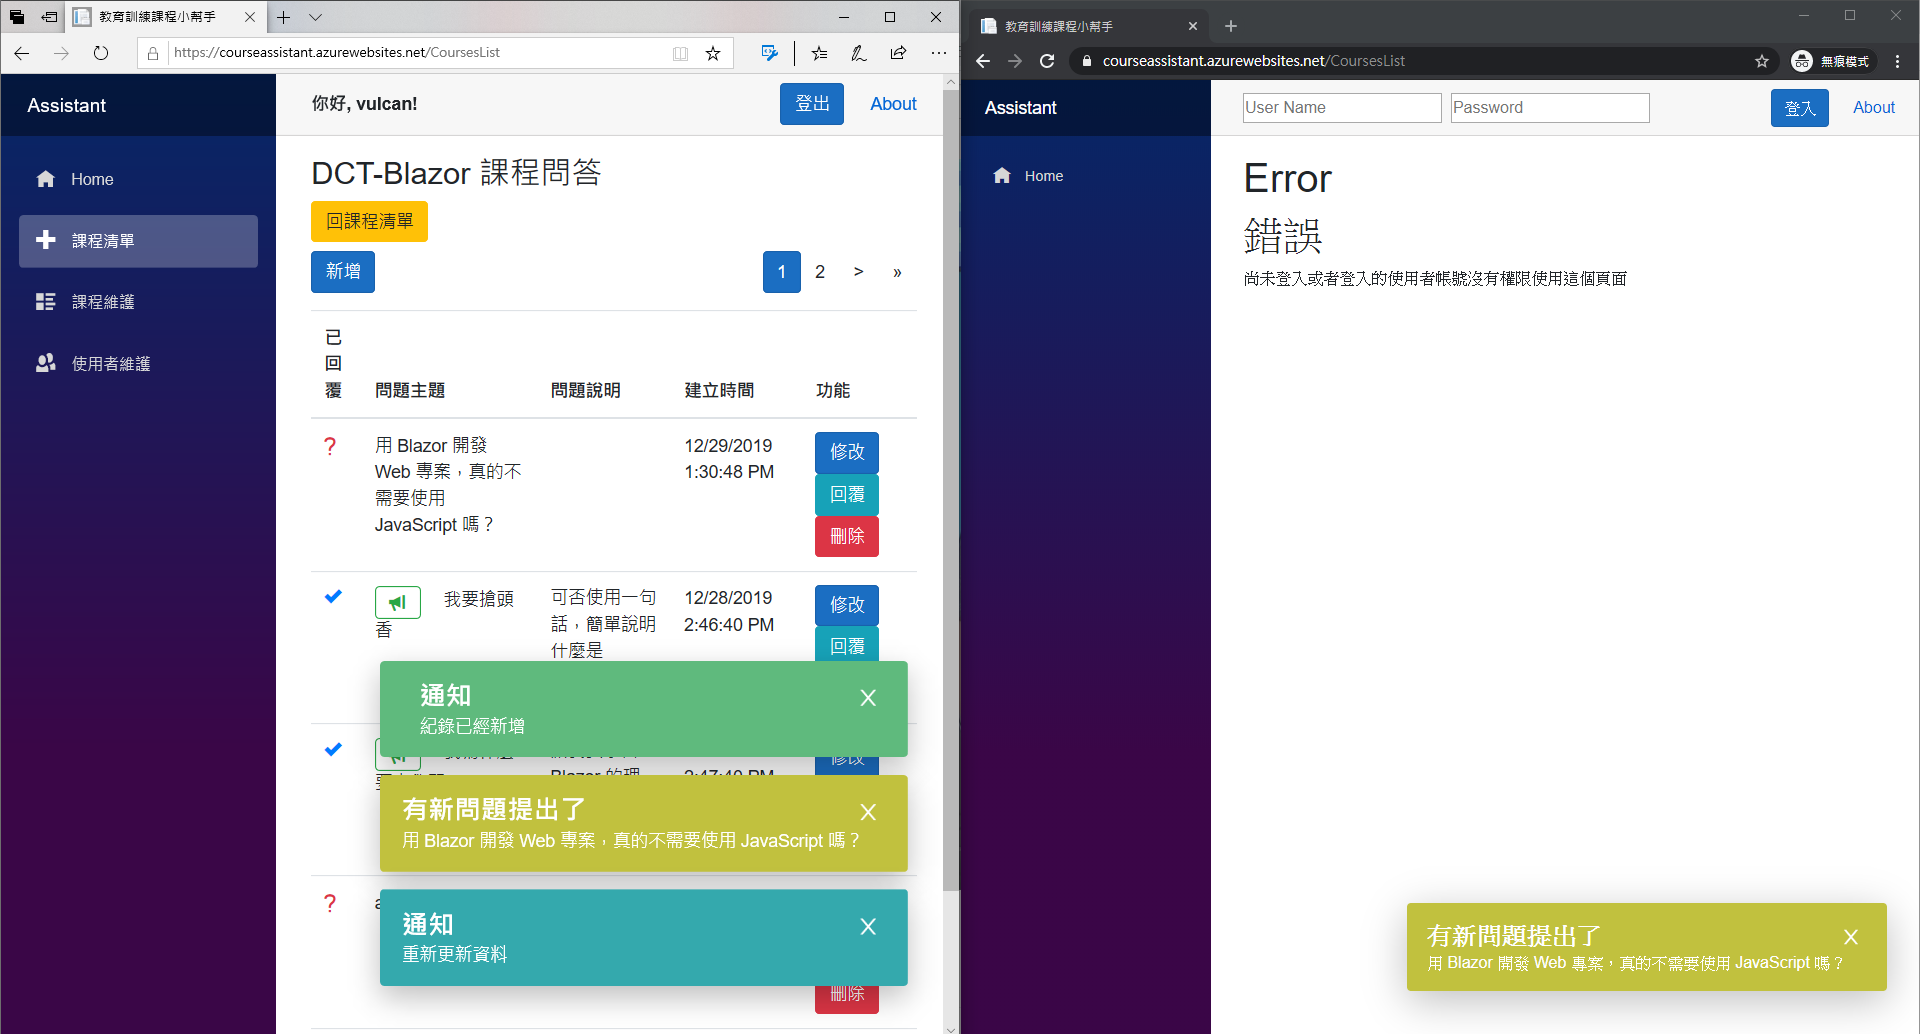 教育訓練課程小幫手
https://courseassistant.azurewebsites.net/CoursesList
Assistant
你好, vulcan!
登出
About
Home
課程清單
課程維護
使用者維護
DCT-Blazor 課程問答
回課程清單
新增
1 2 > »
已
回
覆
問題主題
問題說明
建立時間
功能
?
用 Blazor 開發
Web 專案，真的不
需要使用
JavaScript 嗎？
12/29/2019
1:30:48 PM
修改
回覆
刪除
我要搶頭
香
可否使用一句
話，簡單說明
什麼是
12/28/2019
2:46:40 PM
修改
回覆
通知
X
紀錄已經新增
修改
有新問題提出了
X
用 Blazor 開發 Web 專案，真的不需要使用 JavaScript 嗎？
?
通知
X
重新更新資料
刪除
教育訓練課程小幫手
courseassistant.azurewebsites.net/CoursesList
無痕模式
Assistant
User Name
Password
登入
About
Home
Error
錯誤
尚未登入或者登入的使用者帳號沒有權限使用這個頁面
有新問題提出了
X
用 Blazor 開發 Web 專案，真的不需要使用 JavaScript 嗎？